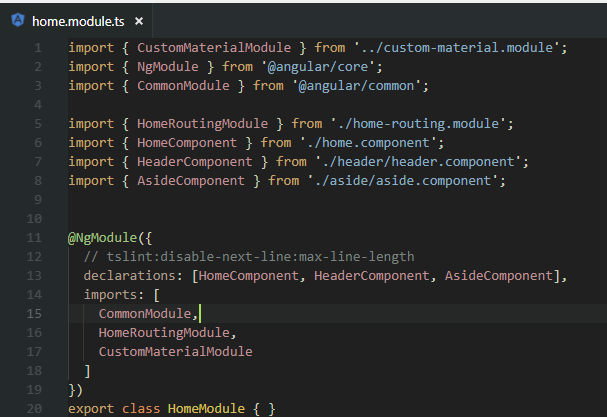 home.module.ts ×
1 import { CustomMaterialModule } from '../custom-material.module';
2 import { NgModule } from '@angular/core';
3 import { CommonModule } from '@angular/common';
4
5 import { HomeRoutingModule } from './home-routing.module';
6 import { HomeComponent } from './home.component';
7 import { HeaderComponent } from './header/header.component';
8 import { AsideComponent } from './aside/aside.component';
9
10
11 @NgModule({
12   // tslint:disable-next-line:max-line-length
13   declarations: [HomeComponent, HeaderComponent, AsideComponent],
14   imports: [
15     CommonModule,
16     HomeRoutingModule,
17     CustomMaterialModule
18   ]
19 })
20 export class HomeModule { }